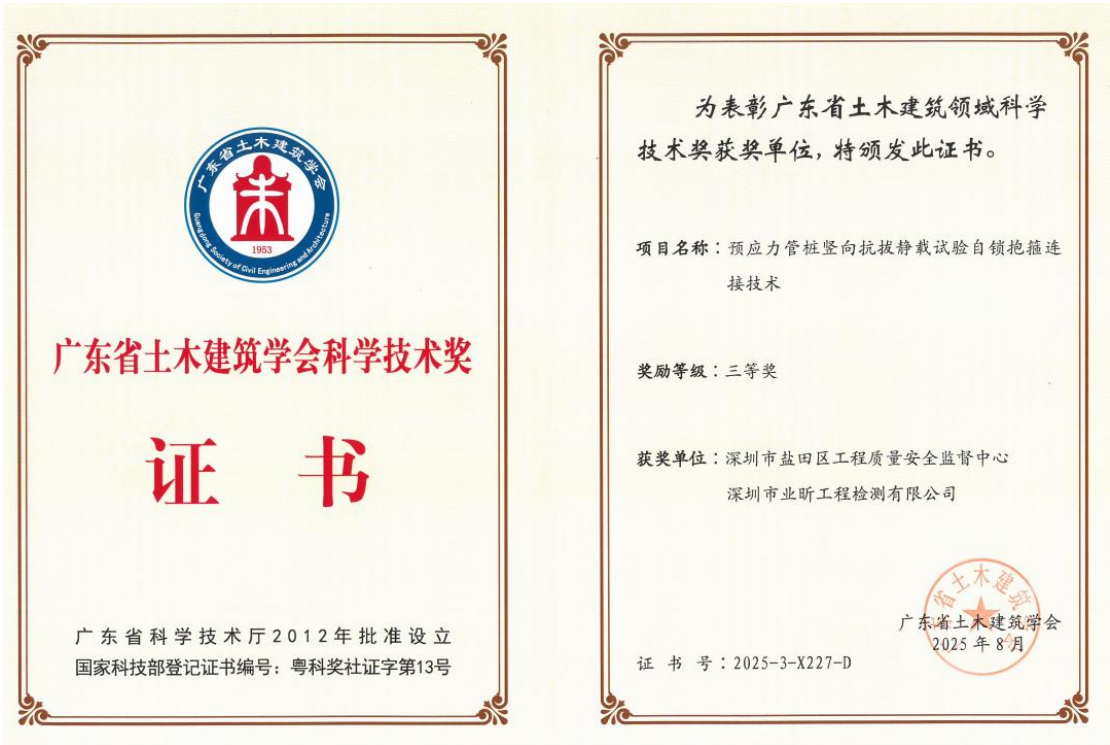 广东省土木建筑学会
1953
Guangdong Society of Civil Engineering and Architecture
广东省土木建筑学会科学技术奖
证 书
广东省科学技术厅2012年批准设立
国家科技部登记证书编号：粤科奖社证字第13号
为表彰广东省土木建筑领域科学
技术奖获奖单位，特颁发此证书。
项目名称：预应力管桩竖向抗拔静载试验自锁抱箍连
接技术
奖励等级：三等奖
获奖单位：深圳市盐田区工程质量安全监督中心
深圳市业昕工程检测有限公司
省土木建筑
广东省土木建筑学会
2025年8月
证 书 号：2025-3-X227-D